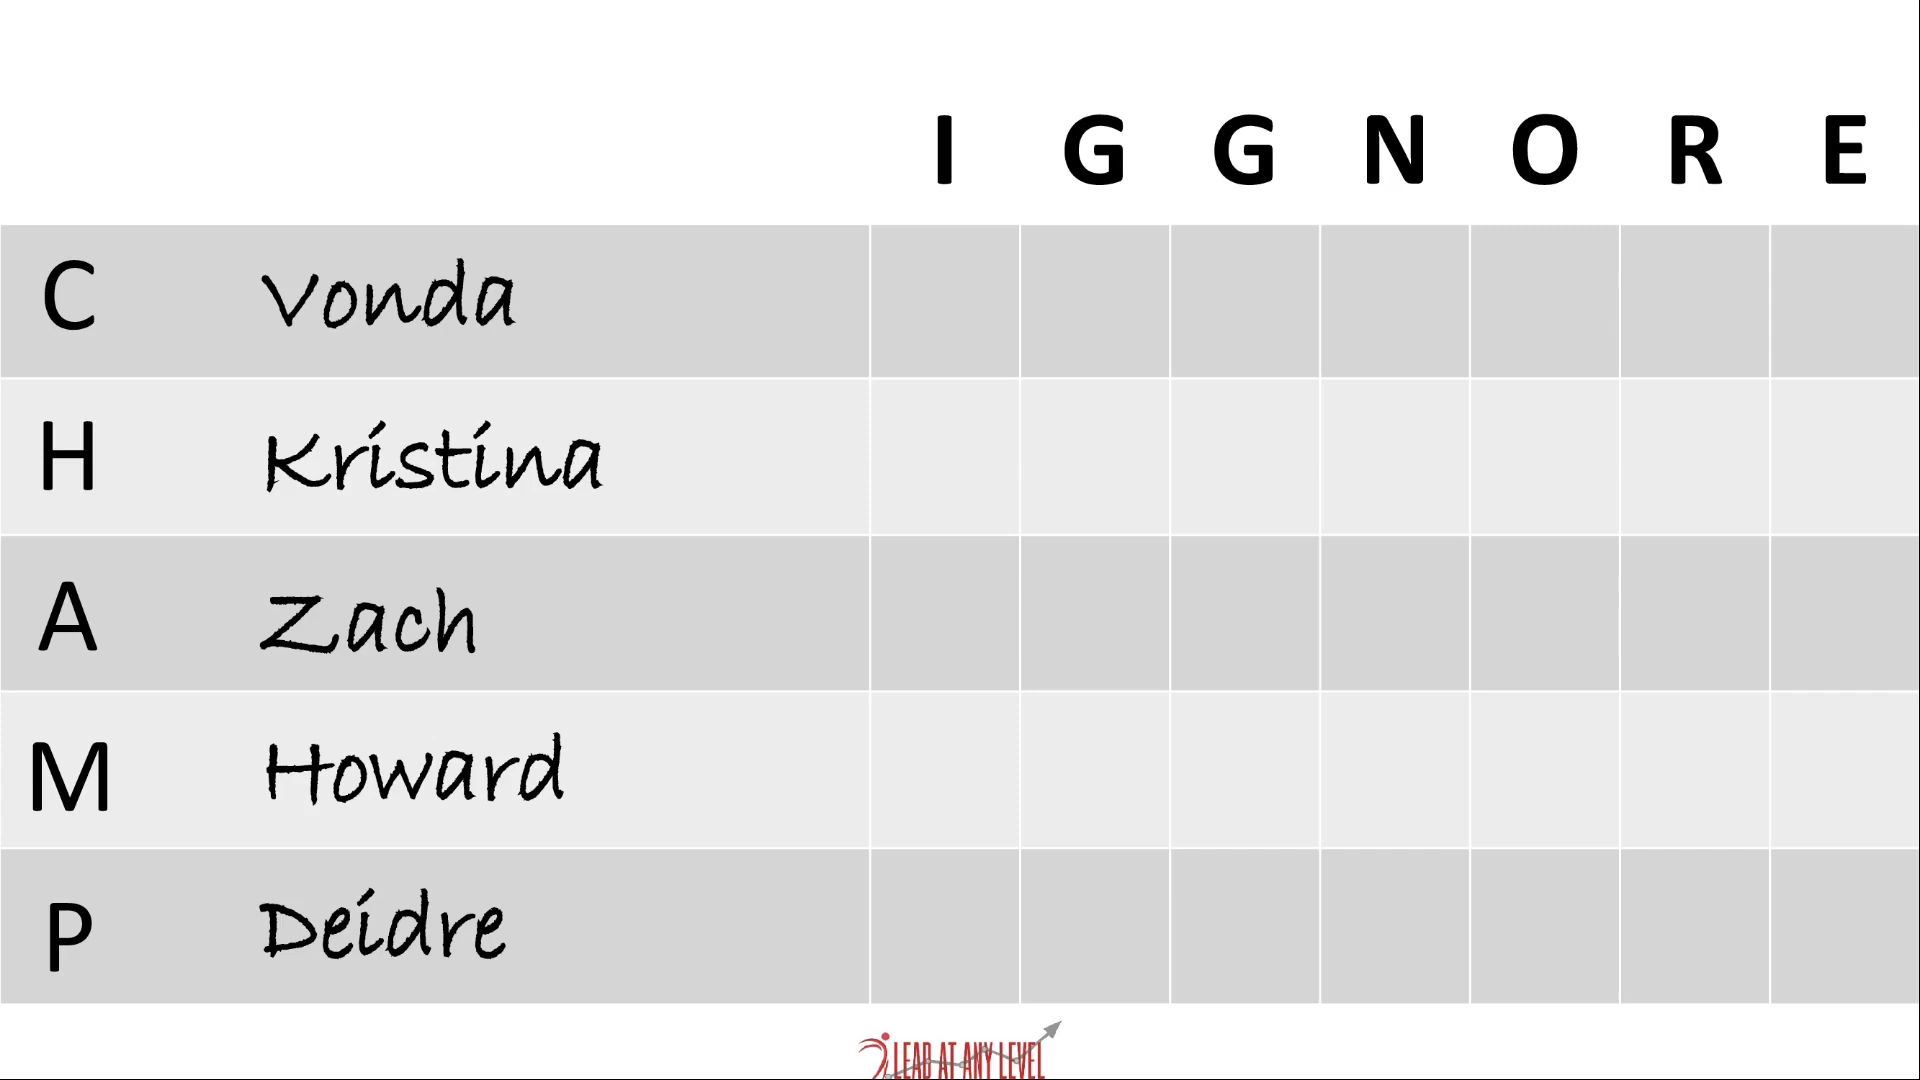 I G G N O R E
C Vonda
H Kristina
A Zach
M Howard
P Deidre
LEAD AT ANY LEVEL